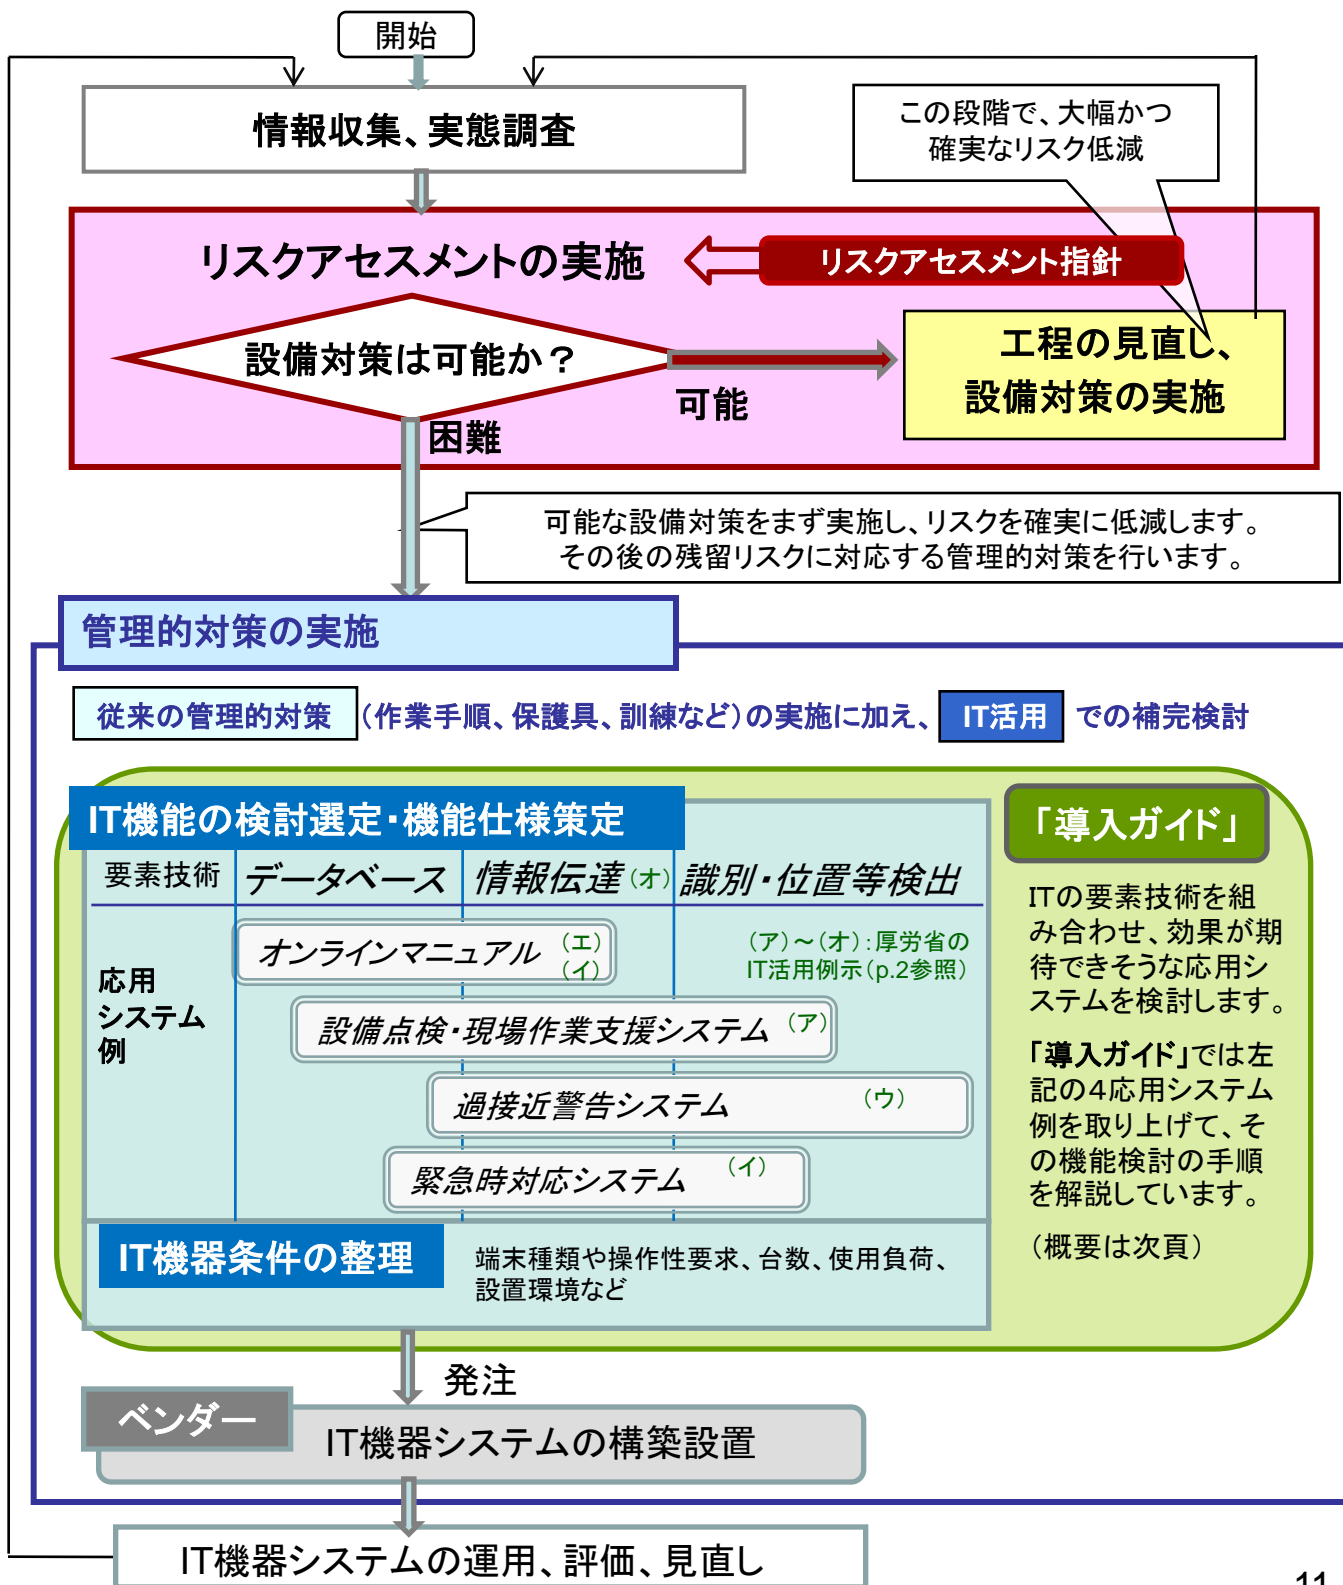 開始
情報収集、実態調査
この段階で、大幅かつ
確実なリスク低減
リスクアセスメントの実施
リスクアセスメント指針
設備対策は可能か？
可能
工程の見直し、
設備対策の実施
困難
可能な設備対策をまず実施し、リスクを確実に低減します。
その後の残留リスクに対応する管理的対策を行います。
管理的対策の実施
従来の管理的対策（作業手順、保護具、訓練など）の実施に加え、IT活用での補完検討
IT機能の検討選定・機能仕様策定
要素技術 データベース 情報伝達（オ） 識別・位置等検出
オンラインマニュアル（エ）
（イ）
（ア）～（オ）：厚労省の
IT活用例示（p.2参照）
応用
システム
例
設備点検・現場作業支援システム（ア）
過接近警告システム（ウ）
緊急時対応システム（イ）
IT機器条件の整理
端末種類や操作性要求、台数、使用負荷、
設置環境など
「導入ガイド」
ITの要素技術を組
み合わせ、効果が期
待できそうな応用シ
ステムを検討します。
「導入ガイド」では左
記の４応用システム
例を取り上げて、そ
の機能検討の手順
を解説しています。
（概要は次頁）
発注
ベンダー
IT機器システムの構築設置
IT機器システムの運用、評価、見直し
11